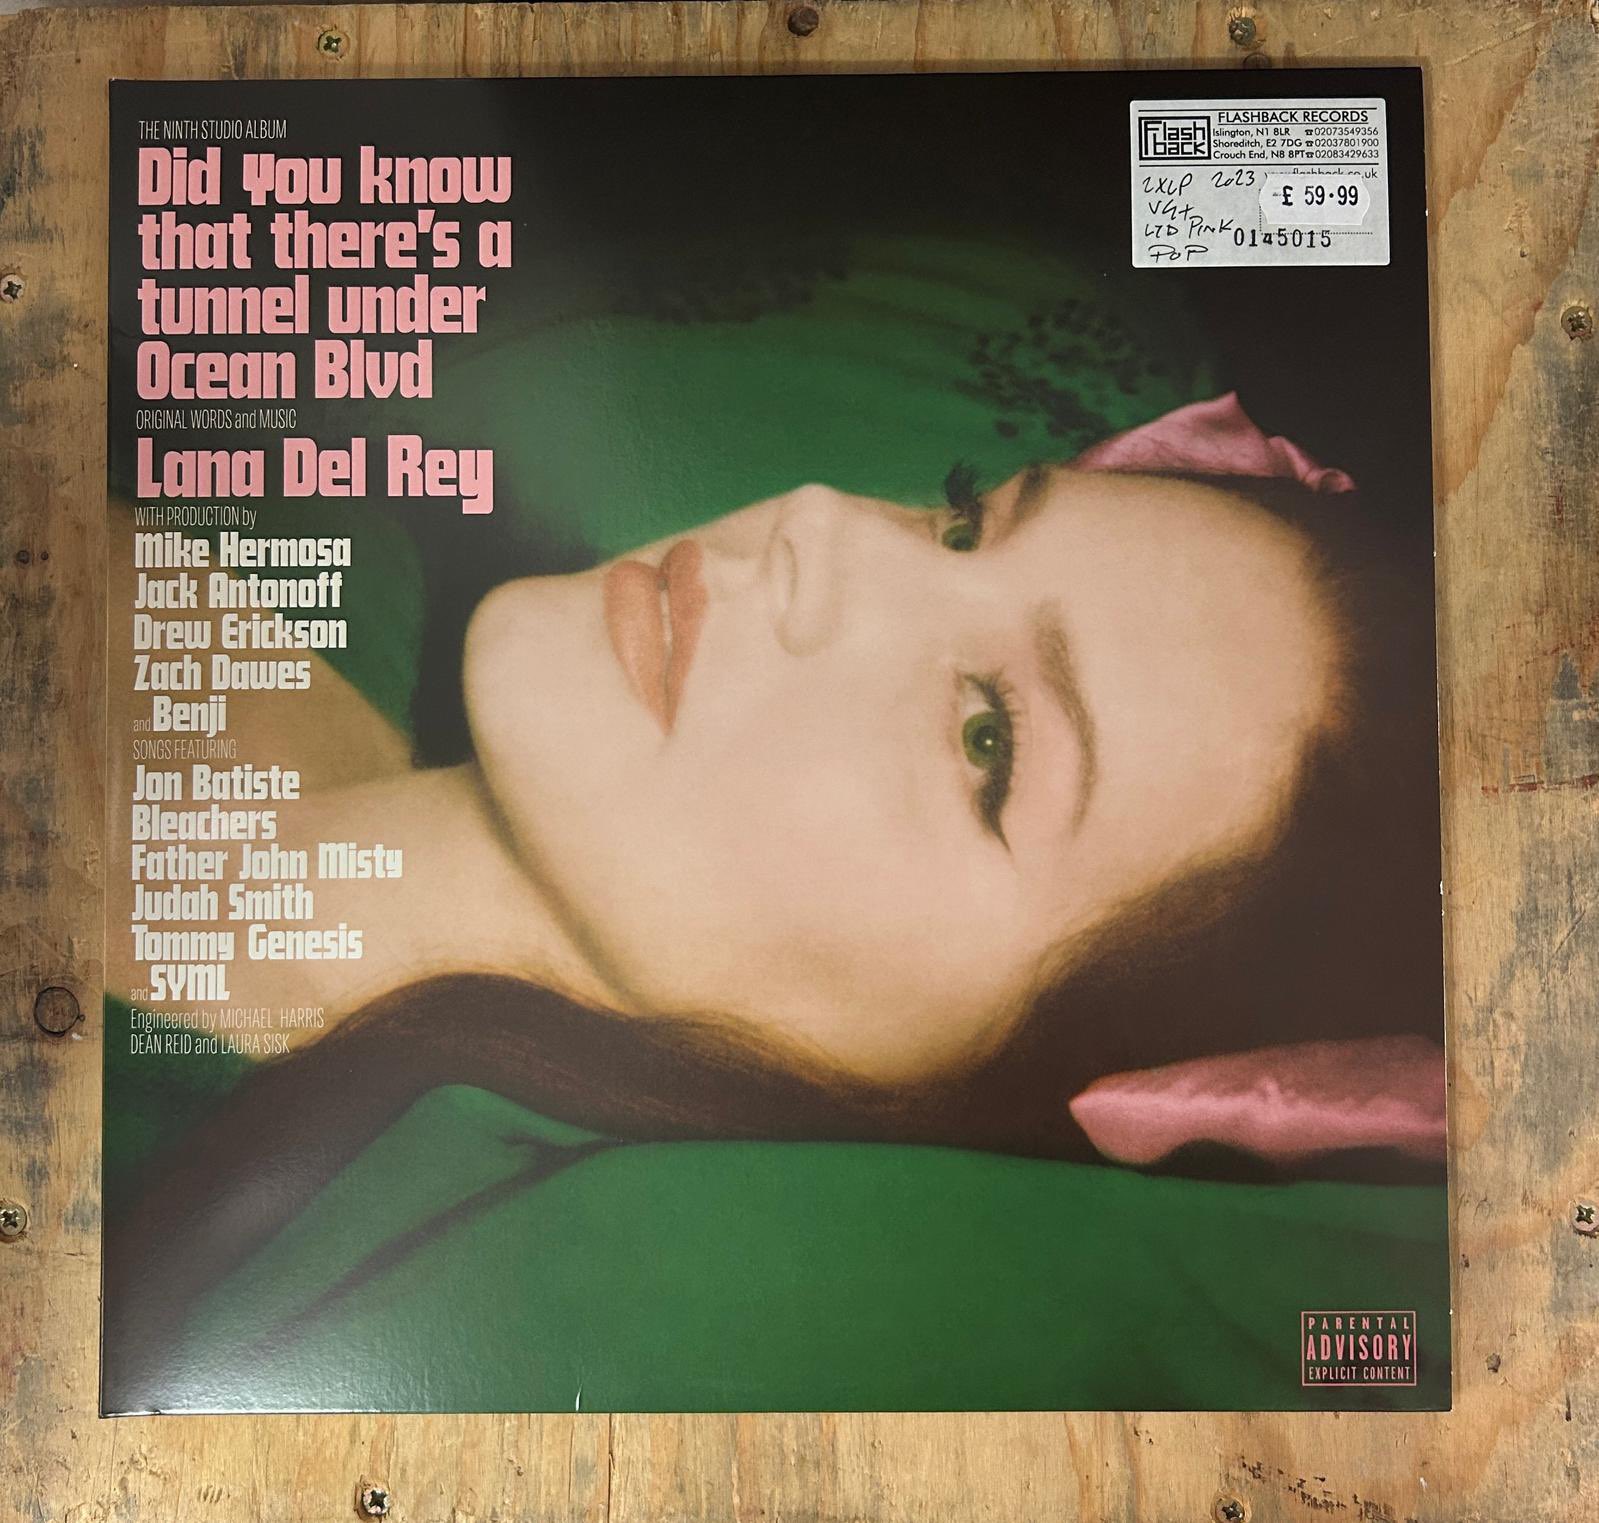 THE NINTH STUDIO ALBUM
Did you know
that there's a
tunnel under
Ocean Blvd
ORIGINAL WORDS and MUSIC
Lana Del Rey
WITH PRODUCTION by
Mike Hermosa
Jack Antonoff
Drew Erickson
Zach Dawes
and Benji
SONGS FEATURING
Jon Batiste
Bleachers
Father John Misty
Judah Smith
Tommy Genesis
and SYML
Engineered by MICHAEL HARRIS
DEAN REID and LAURA SISK
Flash
back
FLASHBACK RECORDS
Islington, N1 8LR ☎02073549356
Shoreditch, E2 7DG ☎02037801900
Crouch End, N8 8PT☎02083429633
2XLP 2023
£ 59.99
VG+
LTD PINK
0145015
POP
PARENTAL
ADVISORY
EXPLICIT CONTENT